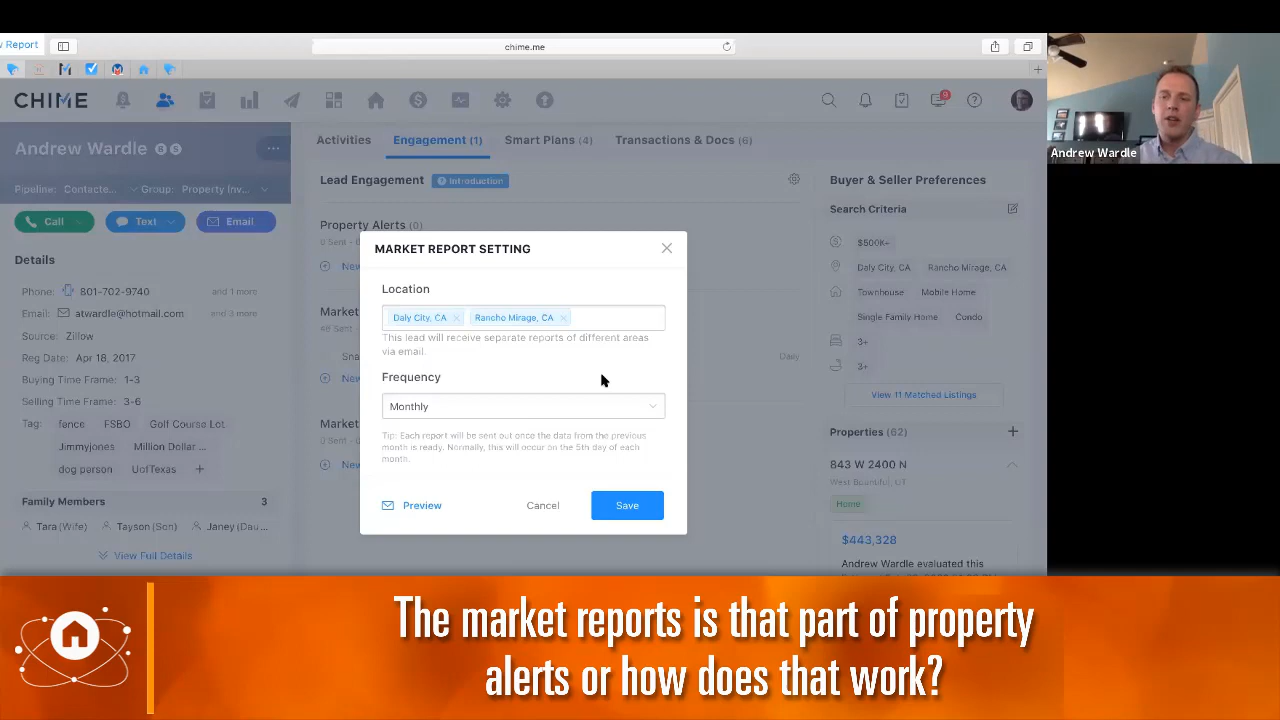 v Report
chime.me
CHIME
9
Andrew Wardle
Andrew Wardle
Pipeline: Contacte...
Group: Property Inv...
Call
Text
Email
Details
Phone: 801-702-9740 and 1 more
Email: atwardle@hotmail.com and 3 more
Source: Zillow
Reg Date: Apr 18, 2017
Buying Time Frame: 1-3
Selling Time Frame: 3-6
Tag: fence FSBO Golf Course Lot
Jimmyjones Million Dollar ...
dog person UofTexas +
Family Members 3
Tara (Wife) Tayson (Son) Janey (Dau...
View Full Details
Activities Engagement (1) Smart Plans (4) Transactions & Docs (6)
Lead Engagement Introduction
Property Alerts (0)
0 Sent
New
Market
Sna
Daily
New
Market
0 Sent
New
MARKET REPORT SETTING
Location
Daly City, CA × Rancho Mirage, CA ×
This lead will receive separate reports of different areas
via email.
Frequency
Monthly
Tip: Each report will be sent out once the data from the previous
month is ready. Normally, this will occur on the 5th day of each
month.
Preview Cancel Save
Buyer & Seller Preferences
Search Criteria
$500K+
Daly City, CA Rancho Mirage, CA
Townhouse Mobile Home
Single Family Home Condo
3+
3+
View 11 Matched Listings
Properties (62) +
843 W 2400 N
West Bountiful, UT
Home
$443,328
Andrew Wardle evaluated this
The market reports is that part of property
alerts or how does that work?